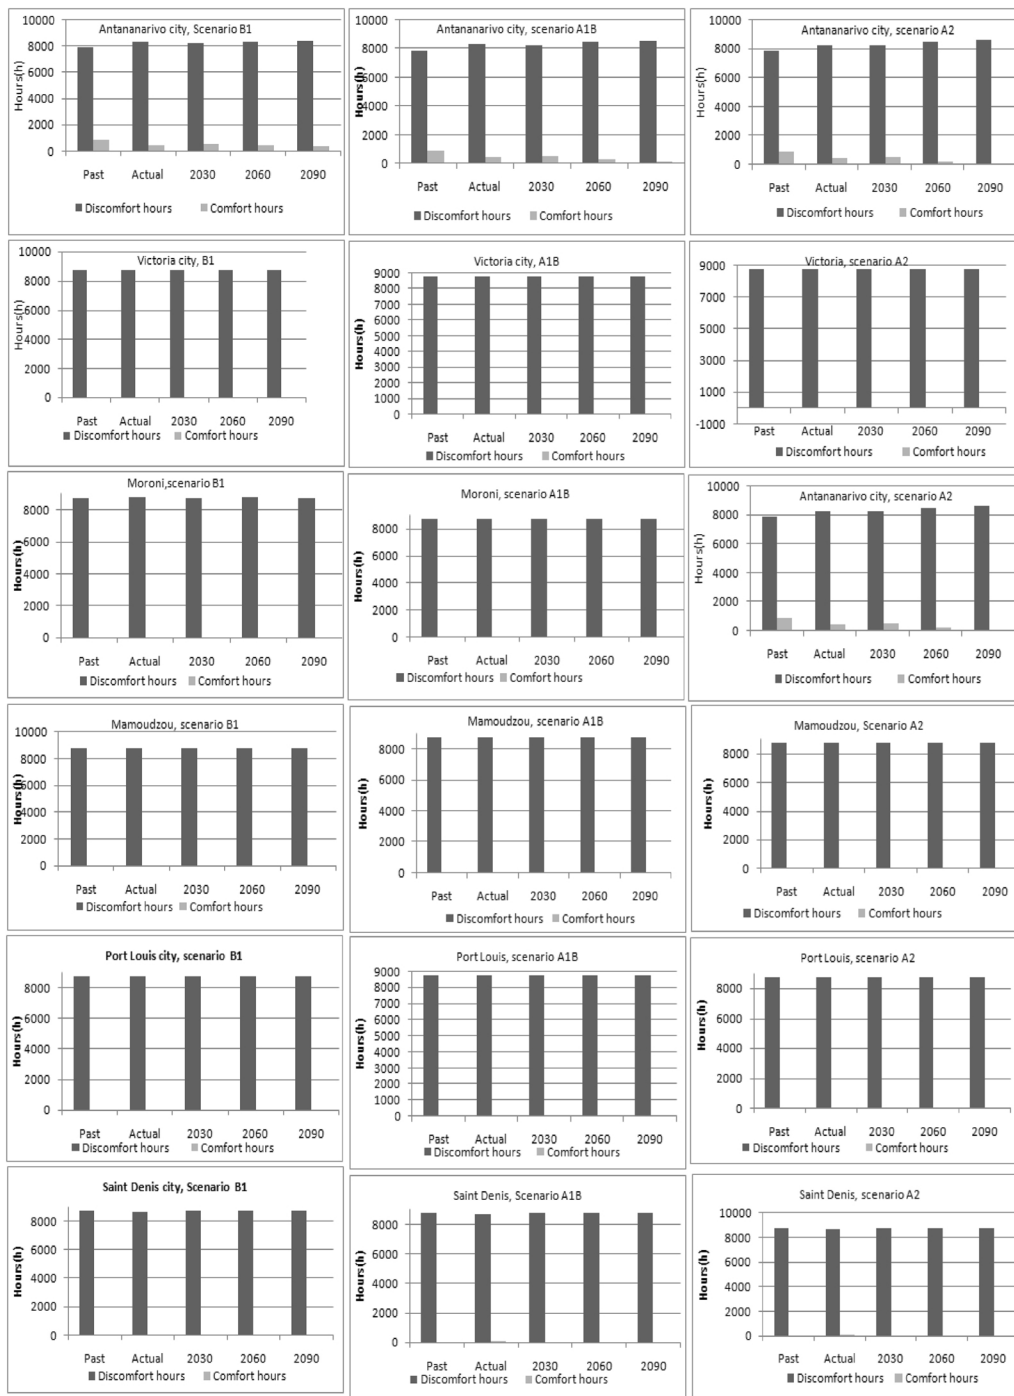 Antananarivo city, Scenario B1
Hours(h)
10000
8000
6000
4000
2000
0
Past Actual 2030 2060 2090
Discomfort hours Comfort hours
Antananarivo city, scenario A1B
Hours(h)
10000
8000
6000
4000
2000
0
Past Actual 2030 2060 2090
Discomfort hours Comfort hours
Antananarivo city, scenario A2
Hours(h)
10000
8000
6000
4000
2000
0
Past Actual 2030 2060 2090
Discomfort hours Comfort hours
Victoria city, B1
Hours(h)
10000
8000
6000
4000
2000
0
Past Actual 2030 2060 2090
Discomfort hours Comfort hours
Victoria city, A1B
Hours(h)
9000
8000
7000
6000
5000
4000
3000
2000
1000
0
Past Actual 2030 2060 2090
Discomfort hours Comfort hours
Victoria, scenario A2
Hours(h)
9000
7000
5000
3000
1000
-1000
Past Actual 2030 2060 2090
Discomfort hours Comfort hours
Moroni,scenario B1
Hours(h)
8000
6000
4000
2000
0
Past Actual 2030 2060 2090
Discomfort hours Comfort hours
Moroni, scenario A1B
Hours(h)
8000
6000
4000
2000
0
Past Actual 2030 2060 2090
Discomfort hours Comfort hours
Antananarivo city, scenario A2
Hours(h)
10000
8000
6000
4000
2000
0
Past Actual 2030 2060 2090
Discomfort hours Comfort hours
Mamoudzou, scenario B1
Hours(h)
10000
8000
6000
4000
2000
0
Past Actual 2030 2060 2090
Discomfort hours Comfort hours
Mamoudzou, scenario A1B
Hours(h)
8000
6000
4000
2000
0
Past Actual 2030 2060 2090
Discomfort hours Comfort hours
Mamoudzou, Scenario A2
Hours(h)
8000
6000
4000
2000
0
Past Actual 2030 2060 2090
Discomfort hours Comfort hours
Port Louis city, scenario B1
Hours(h)
8000
6000
4000
2000
0
Past Actual 2030 2060 2090
Discomfort hours Comfort hours
Port Louis, scenario A1B
Hours(h)
9000
8000
7000
6000
5000
4000
3000
2000
1000
0
Past Actual 2030 2060 2090
Discomfort hours Comfort hours
Port Louis, scenario A2
Hours(h)
8000
6000
4000
2000
0
Past Actual 2030 2060 2090
Discomfort hours Comfort hours
Saint Denis city, Scenario B1
Hours(h)
8000
6000
4000
2000
0
Past Actual 2030 2060 2090
Discomfort hours Comfort hours
Saint Denis, Scenario A1B
Hours(h)
8000
6000
4000
2000
0
Past Actual 2030 2060 2090
Discomfort hours Comfort hours
Saint Denis, scenario A2
Hours(h)
10000
8000
6000
4000
2000
0
Past Actual 2030 2060 2090
Discomfort hours Comfort hours